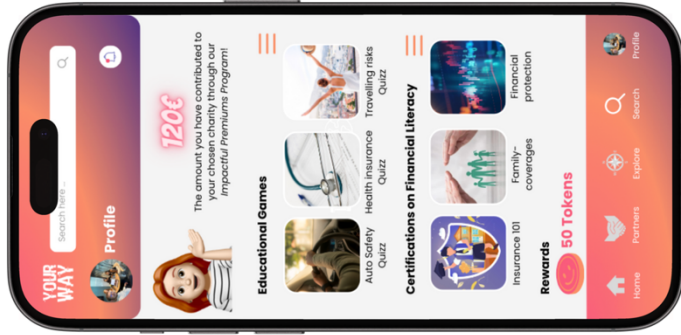 YOUR
WAY
Search here ...
Profile
120€
The amount you have contributed to
your chosen charity through our
Impactful Premiums Program!
Educational Games
Auto Safety
Quizz
Health insurance
Quizz
Travelling risks
Quizz
Certifications on Financial Literacy
Insurance 101
Family-
coverages
Financial
protection
Rewards
50 Tokens
Home
Partners
Explore
Search
Profile